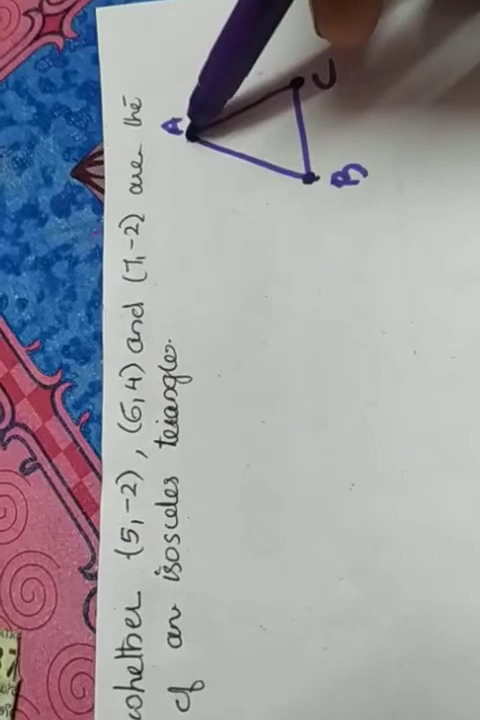 whether (5,-2), (6,4) and (7,-2) are the
of an isosceles triangle.
A
C
B